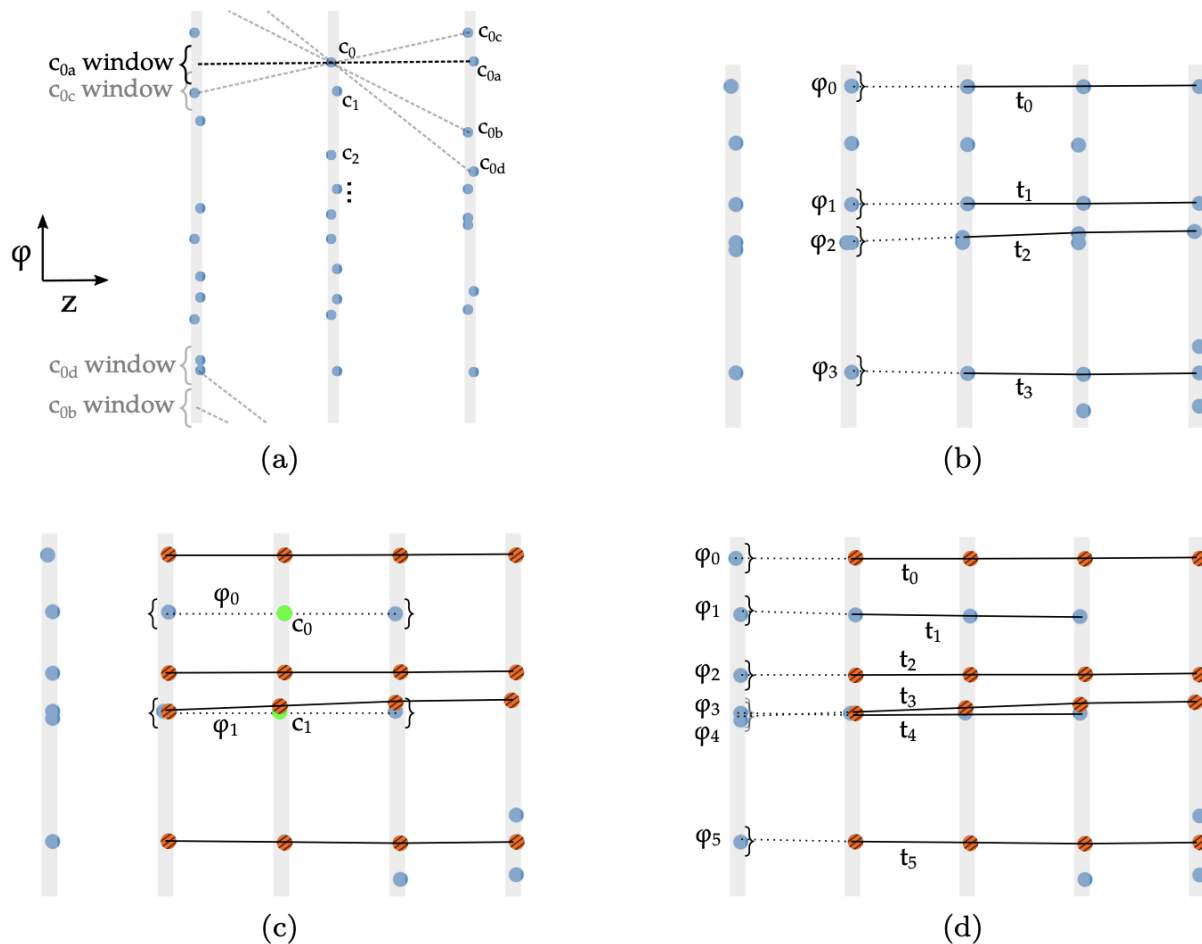 c₀
c₀c
c₀a window
c₀a
c₀c window
c₁
c₀b
c₂
c₀d
⋮
φ
z
c₀d window
c₀b window
(a)
φ₀
t₀
φ₁
t₁
φ₂
t₂
φ₃
t₃
(b)
φ₀
c₀
φ₁
c₁
(c)
φ₀
t₀
φ₁
t₁
φ₂
t₂
φ₃
t₃
φ₄
t₄
φ₅
t₅
(d)